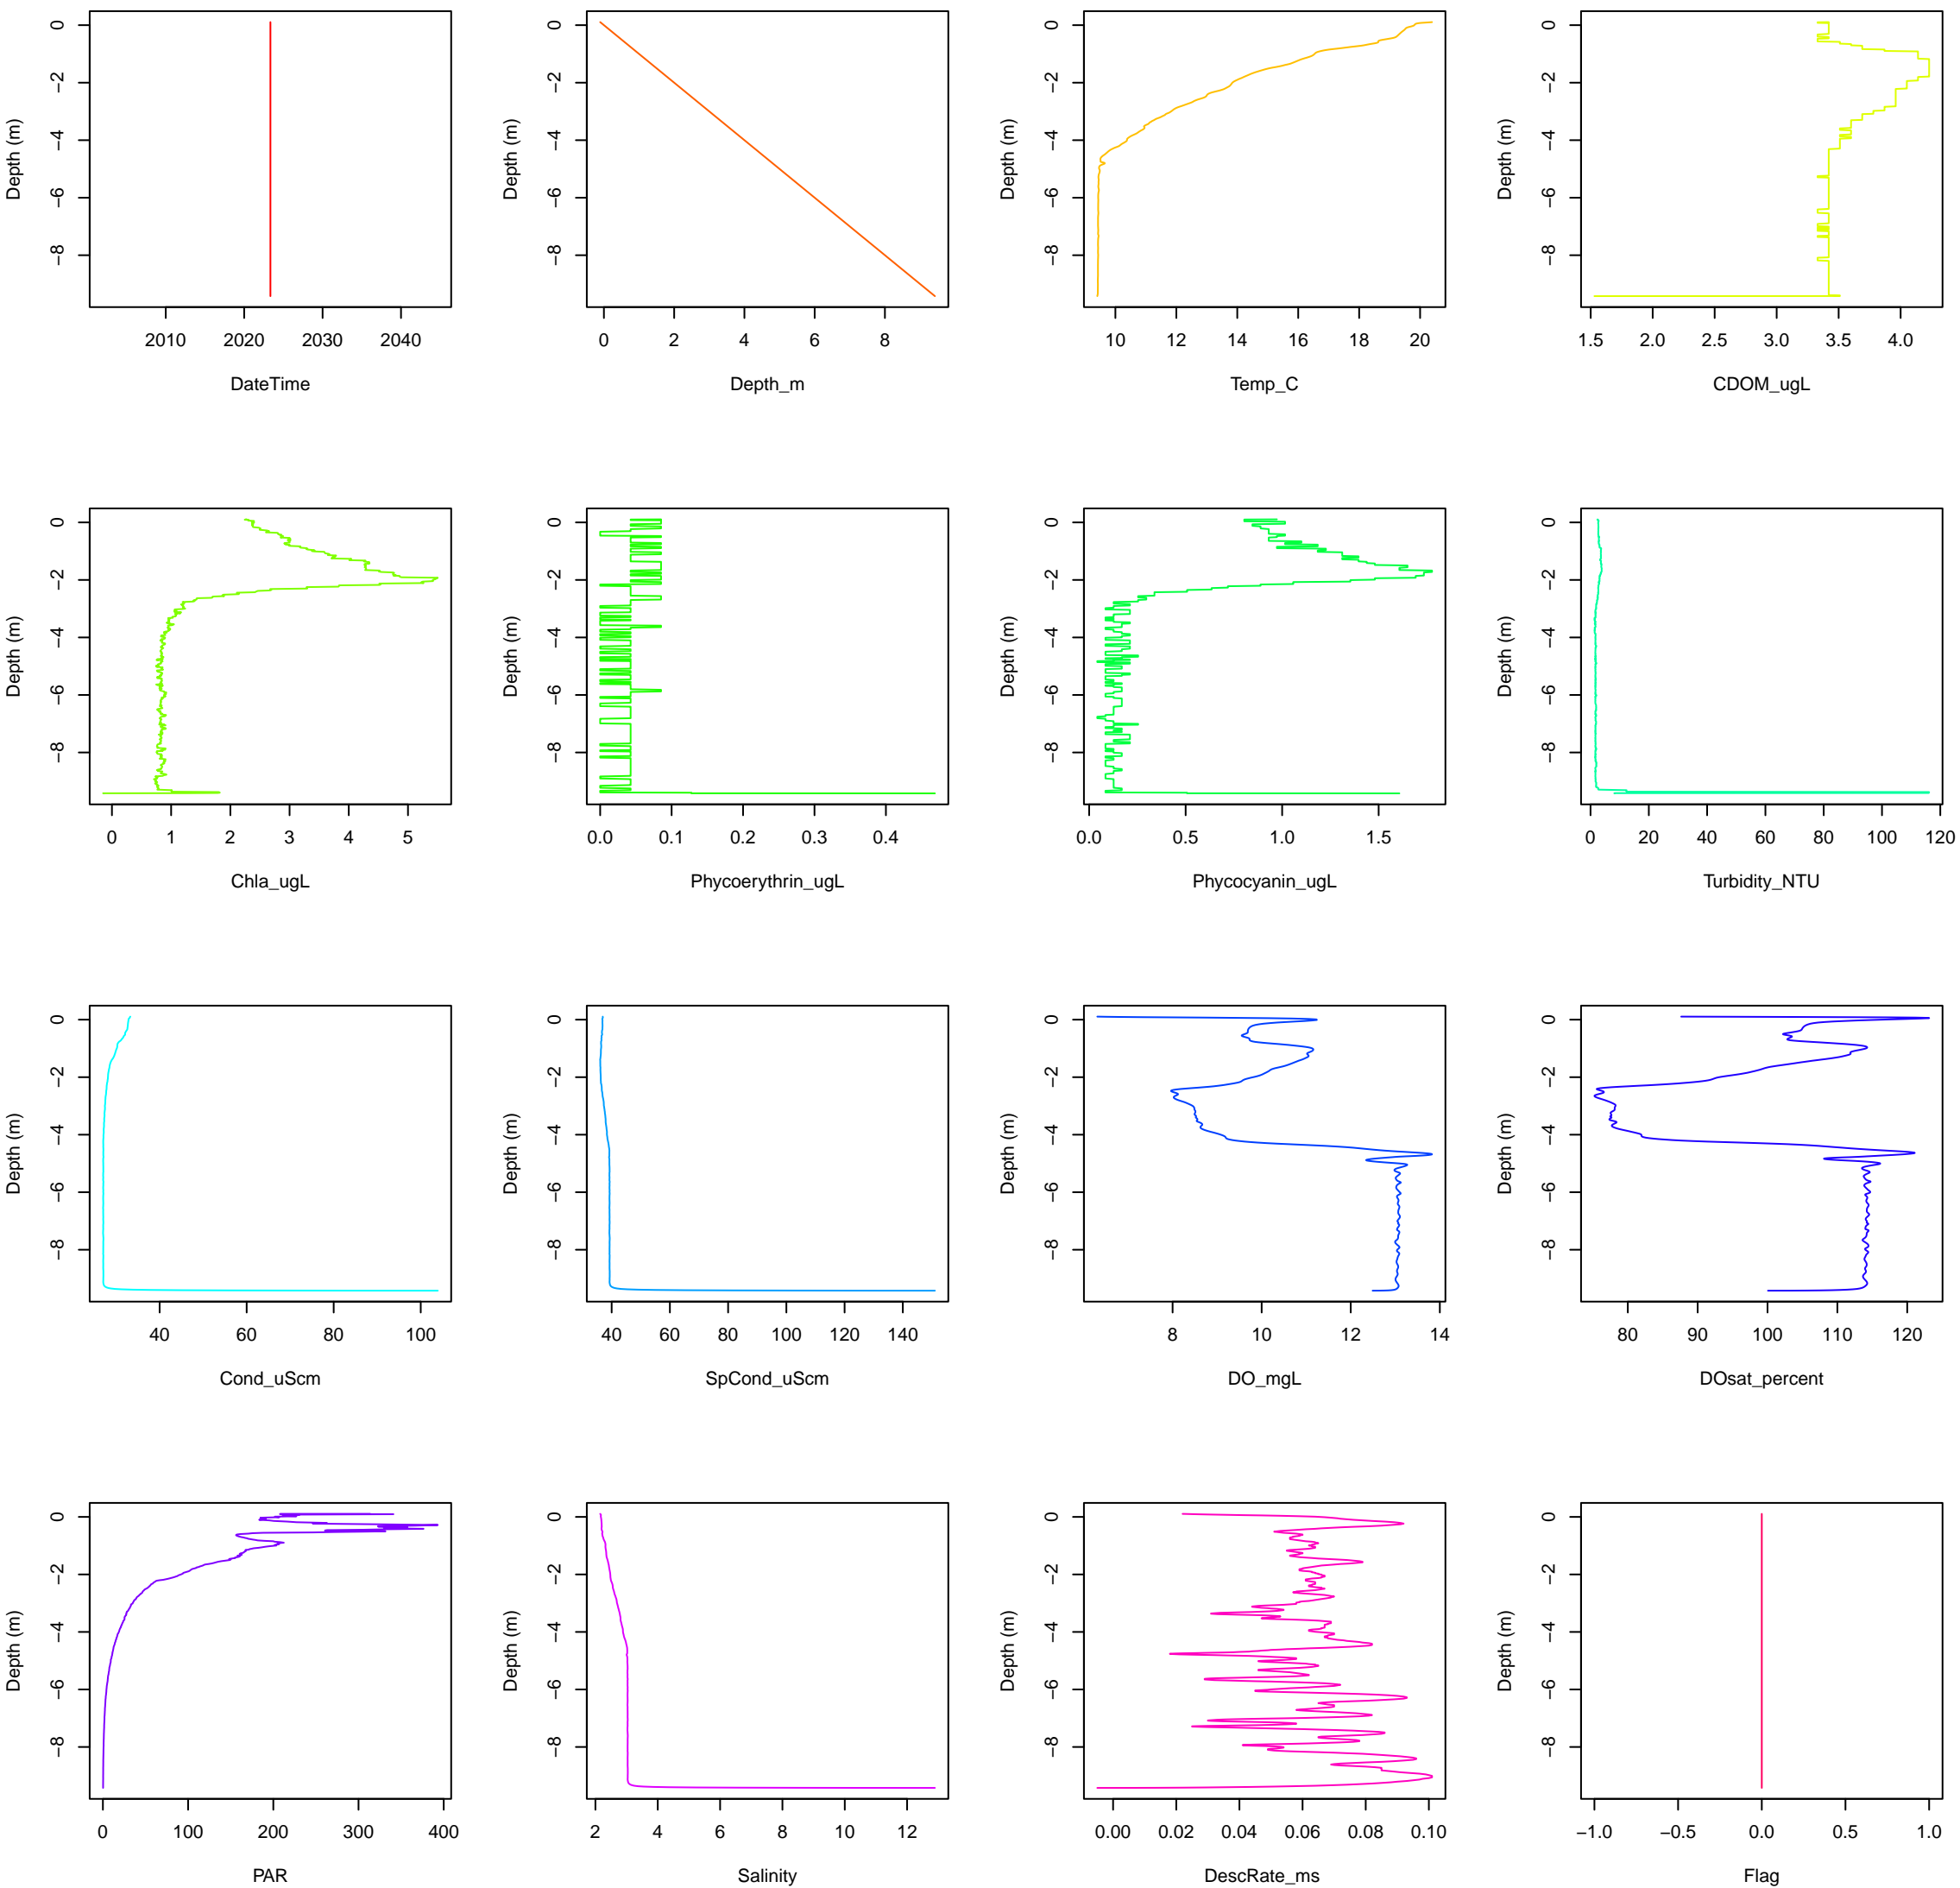 0 −2 −4 −6 −8
Depth (m)
2010 2020 2030 2040
DateTime
0 −2 −4 −6 −8
Depth (m)
0 2 4 6 8
Depth_m
0 −2 −4 −6 −8
Depth (m)
10 12 14 16 18 20
Temp_C
0 −2 −4 −6 −8
Depth (m)
1.5 2.0 2.5 3.0 3.5 4.0
CDOM_ugL
0 −2 −4 −6 −8
Depth (m)
0 1 2 3 4 5
Chla_ugL
0 −2 −4 −6 −8
Depth (m)
0.0 0.1 0.2 0.3 0.4
Phycoerythrin_ugL
0 −2 −4 −6 −8
Depth (m)
0.0 0.5 1.0 1.5
Phycocyanin_ugL
0 −2 −4 −6 −8
Depth (m)
0 20 40 60 80 100 120
Turbidity_NTU
0 −2 −4 −6 −8
Depth (m)
40 60 80 100
Cond_uScm
0 −2 −4 −6 −8
Depth (m)
40 60 80 100 120 140
SpCond_uScm
0 −2 −4 −6 −8
Depth (m)
8 10 12 14
DO_mgL
0 −2 −4 −6 −8
Depth (m)
80 90 100 110 120
DOsat_percent
0 −2 −4 −6 −8
Depth (m)
0 100 200 300 400
PAR
0 −2 −4 −6 −8
Depth (m)
2 4 6 8 10 12
Salinity
0 −2 −4 −6 −8
Depth (m)
0.00 0.02 0.04 0.06 0.08 0.10
DescRate_ms
0 −2 −4 −6 −8
Depth (m)
−1.0 −0.5 0.0 0.5 1.0
Flag